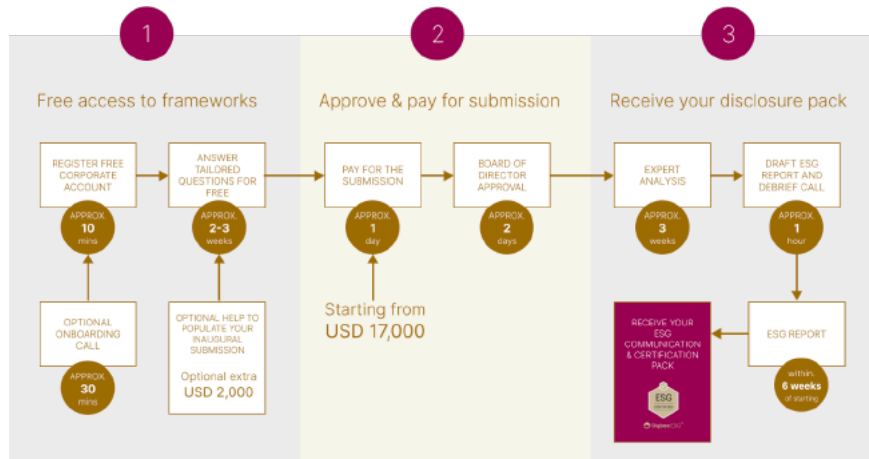 1
2
3
Free access to frameworks
Approve & pay for submission
Receive your disclosure pack
REGISTER FREE
CORPORATE
ACCOUNT
APPROX.
10
mins
ANSWER
TAILORED
QUESTIONS FOR
FREE
APPROX.
2-3
weeks
PAY FOR THE
SUBMISSION
APPROX.
1
day
BOARD OF
DIRECTOR
APPROVAL
APPROX.
2
days
EXPERT
ANALYSIS
APPROX.
3
weeks
DRAFT ESG
REPORT AND
DEBRIEF CALL
APPROX.
1
hour
OPTIONAL
ONBOARDING
CALL
APPROX.
30
mins
OPTIONAL HELP TO
POPULATE YOUR
INAUGURAL
SUBMISSION
Optional extra
USD 2,000
Starting from
USD 17,000
RECEIVE YOUR
ESG
COMMUNICATION
& CERTIFICATION
PACK
ESG
ESG REPORT
within
6 weeks
of starting